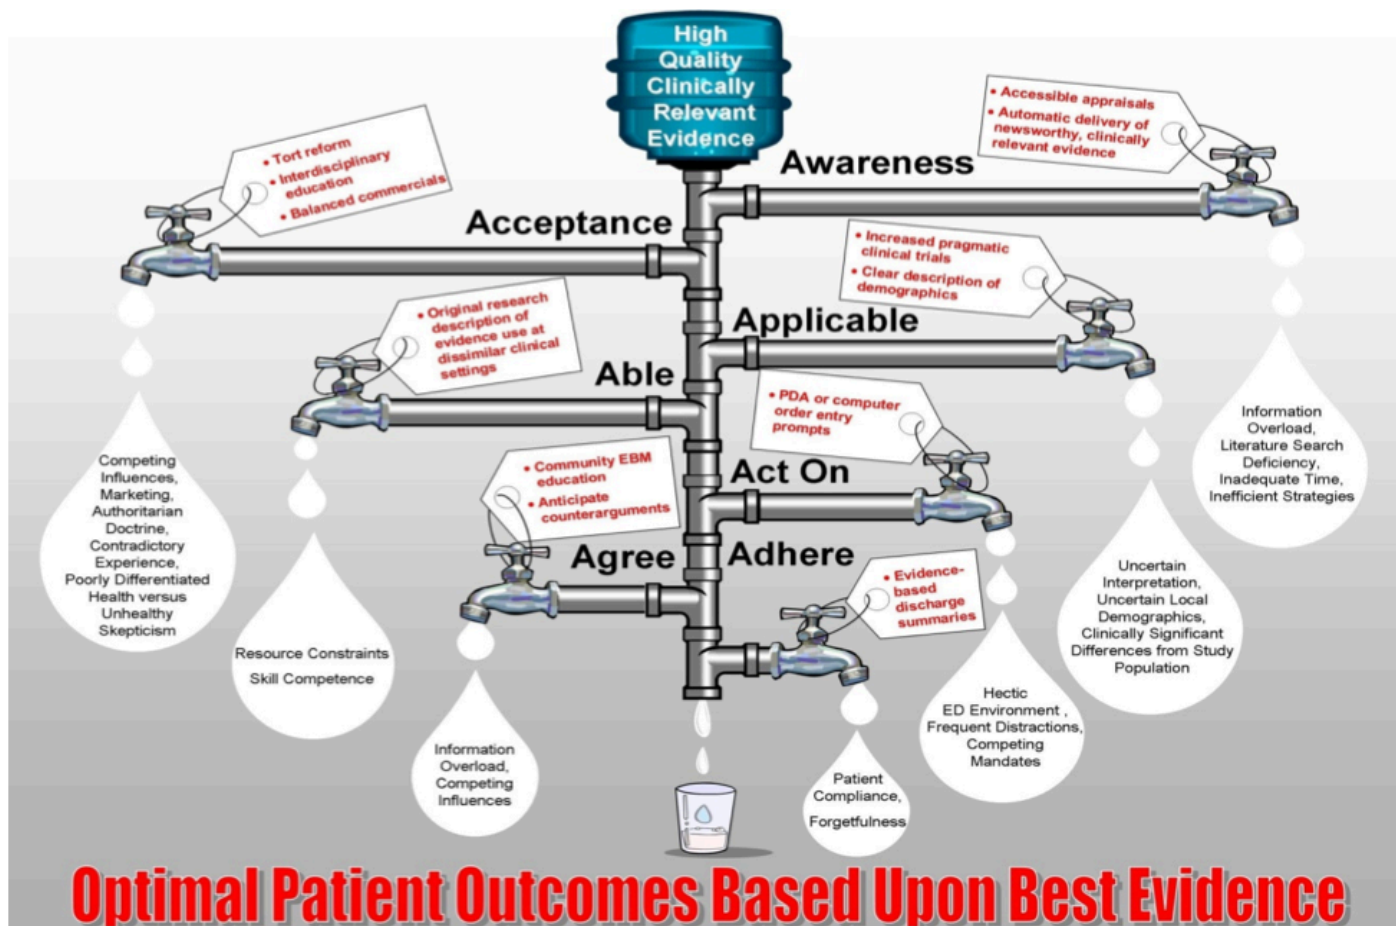 High
Quality
Clinically
Relevant
Evidence
Awareness
• Accessible appraisals
• Automatic delivery of
newsworthy, clinically
relevant evidence
Information
Overload,
Literature Search
Deficiency,
Inadequate Time,
Inefficient Strategies
Acceptance
• Tort reform
• Interdisciplinary
education
• Balanced commercials
Competing
Influences,
Marketing,
Authoritarian
Doctrine,
Contradictory
Experience,
Poorly Differentiated
Health versus
Unhealthy
Skepticism
Applicable
• Increased pragmatic
clinical trials
• Clear description of
demographics
Uncertain
Interpretation,
Uncertain Local
Demographics,
Clinically Significant
Differences from Study
Population
Able
• Original research
description of
evidence use at
dissimilar clinical
settings
Resource Constraints
Skill Competence
Act On
• PDA or computer
order entry
prompts
Hectic
ED Environment ,
Frequent Distractions,
Competing
Mandates
Agree
• Community EBM
education
• Anticipate
counterarguments
Information
Overload,
Competing
Influences
Adhere
• Evidence-
based
discharge
summaries
Patient
Compliance,
Forgetfulness
Optimal Patient Outcomes Based Upon Best Evidence